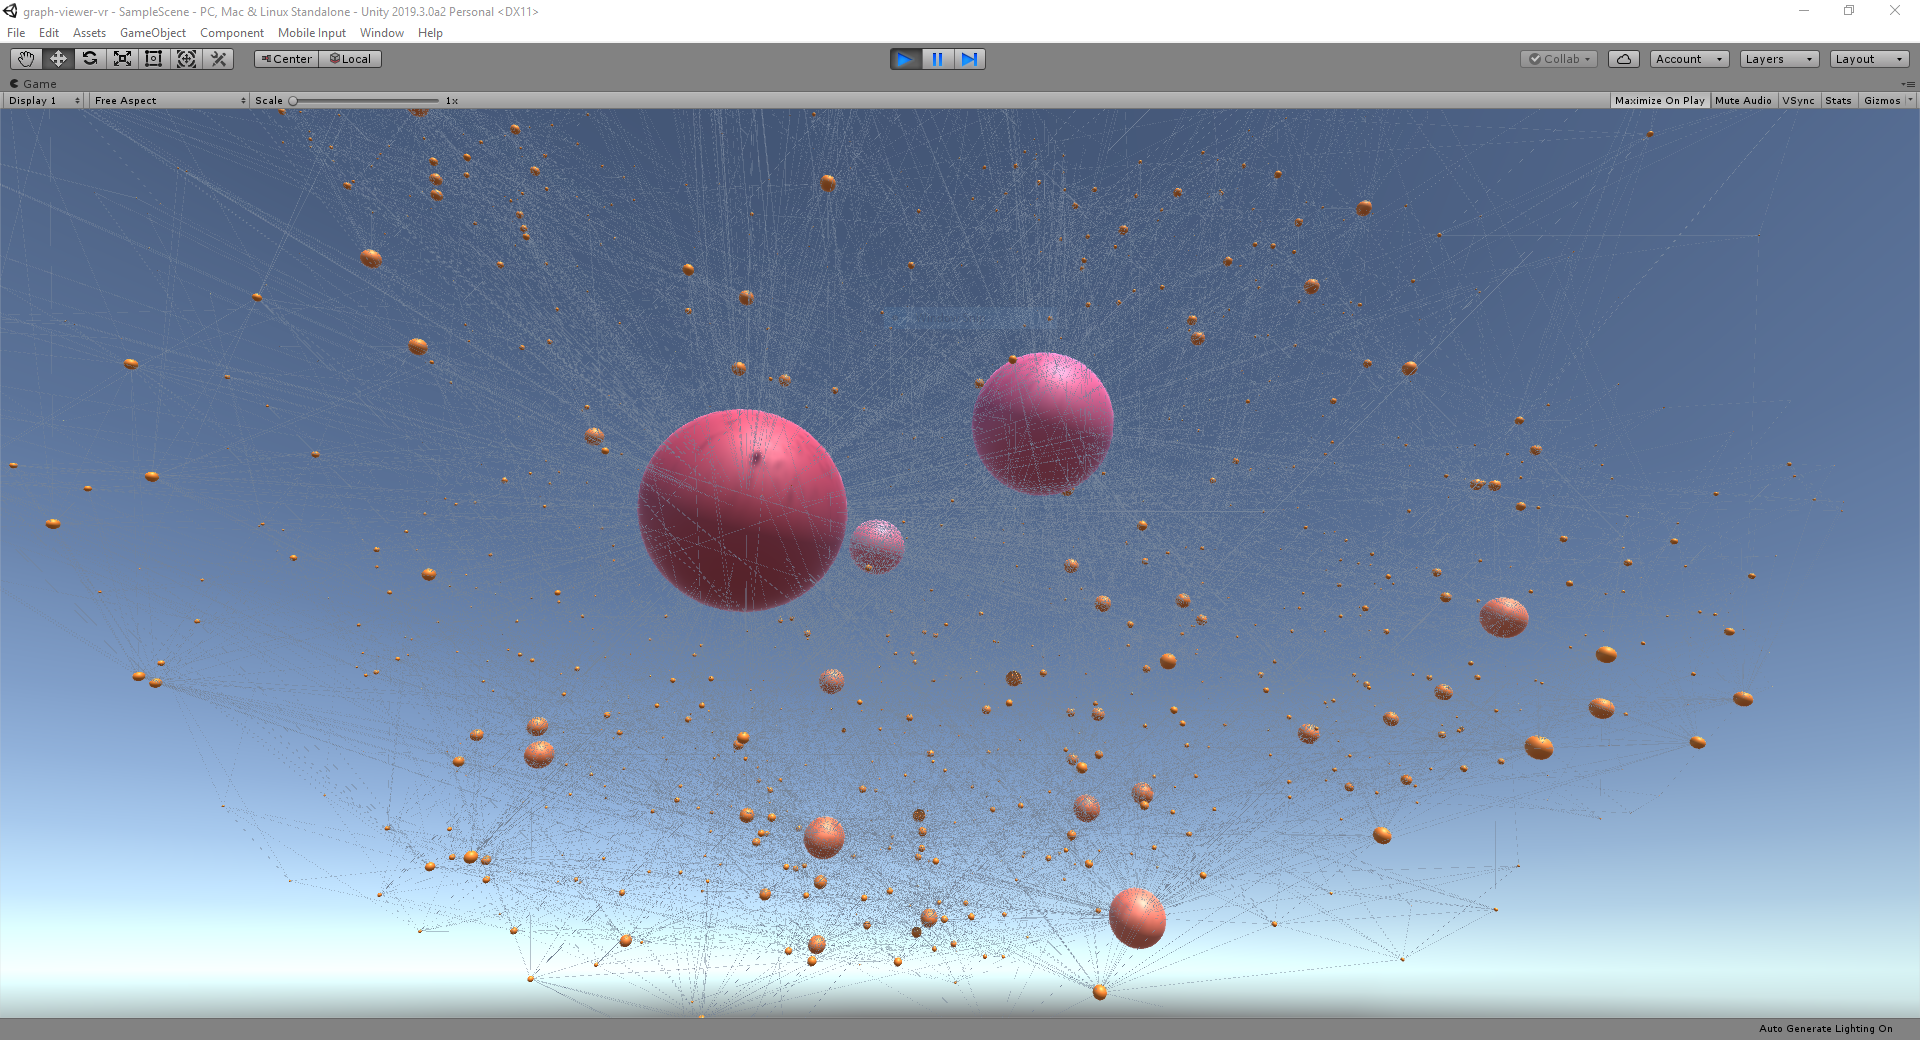 graph-viewer-vr - SampleScene - PC, Mac & Linux Standalone - Unity 2019.3.0a2 Personal <DX11>
File Edit Assets GameObject Component Mobile Input Window Help
Center Local Collab Account Layers Layout
Game
Display 1 Free Aspect Scale 1x Maximize On Play Mute Audio VSync Stats Gizmos
Auto Generate Lighting On